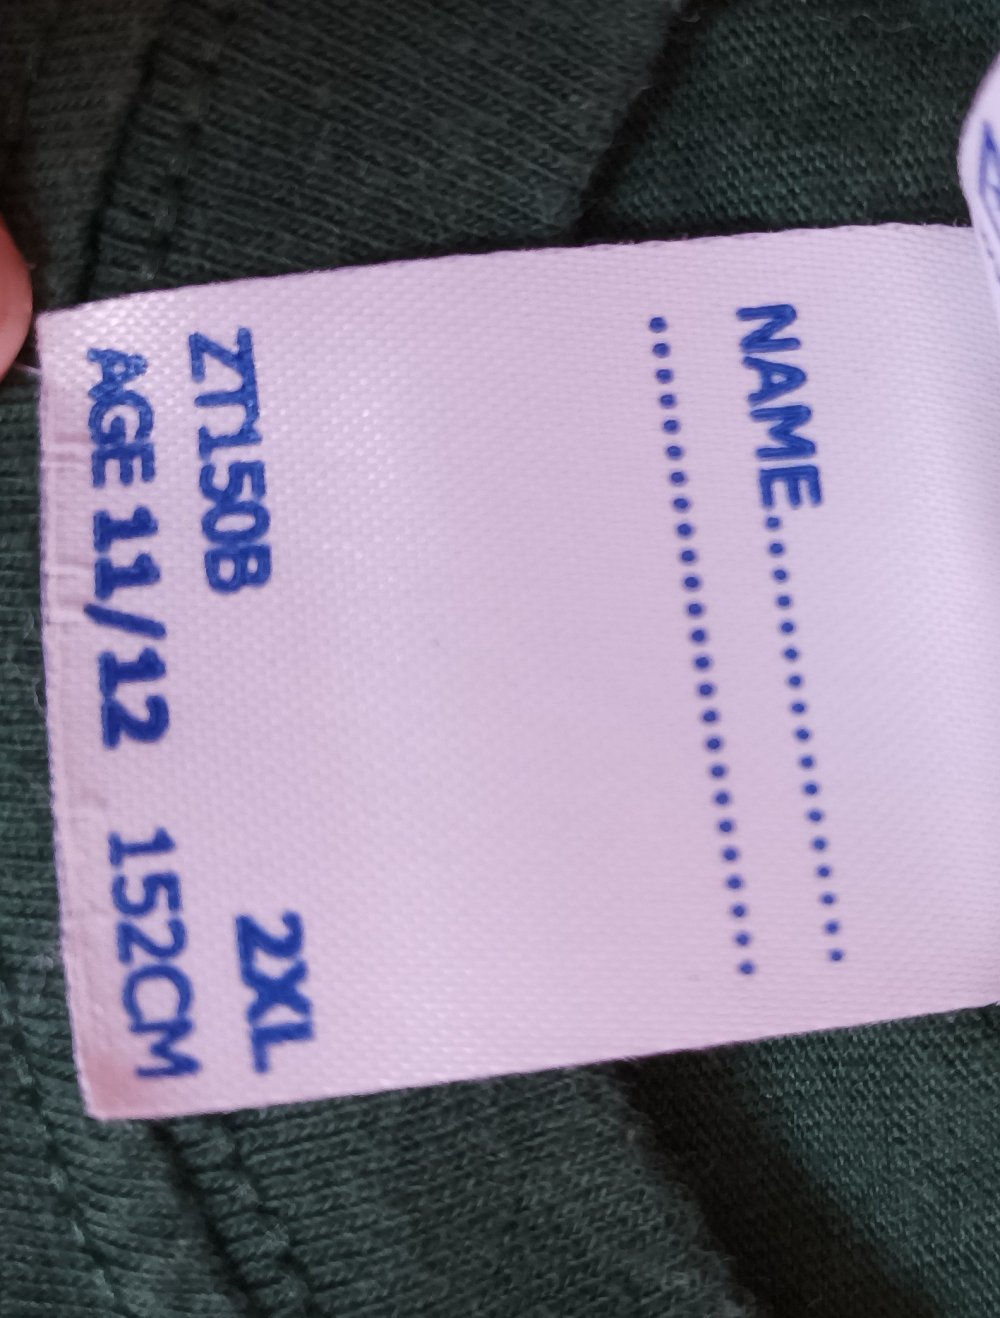 NAME.................
.........................
ZT150B 2XL
AGE 11/12 152CM